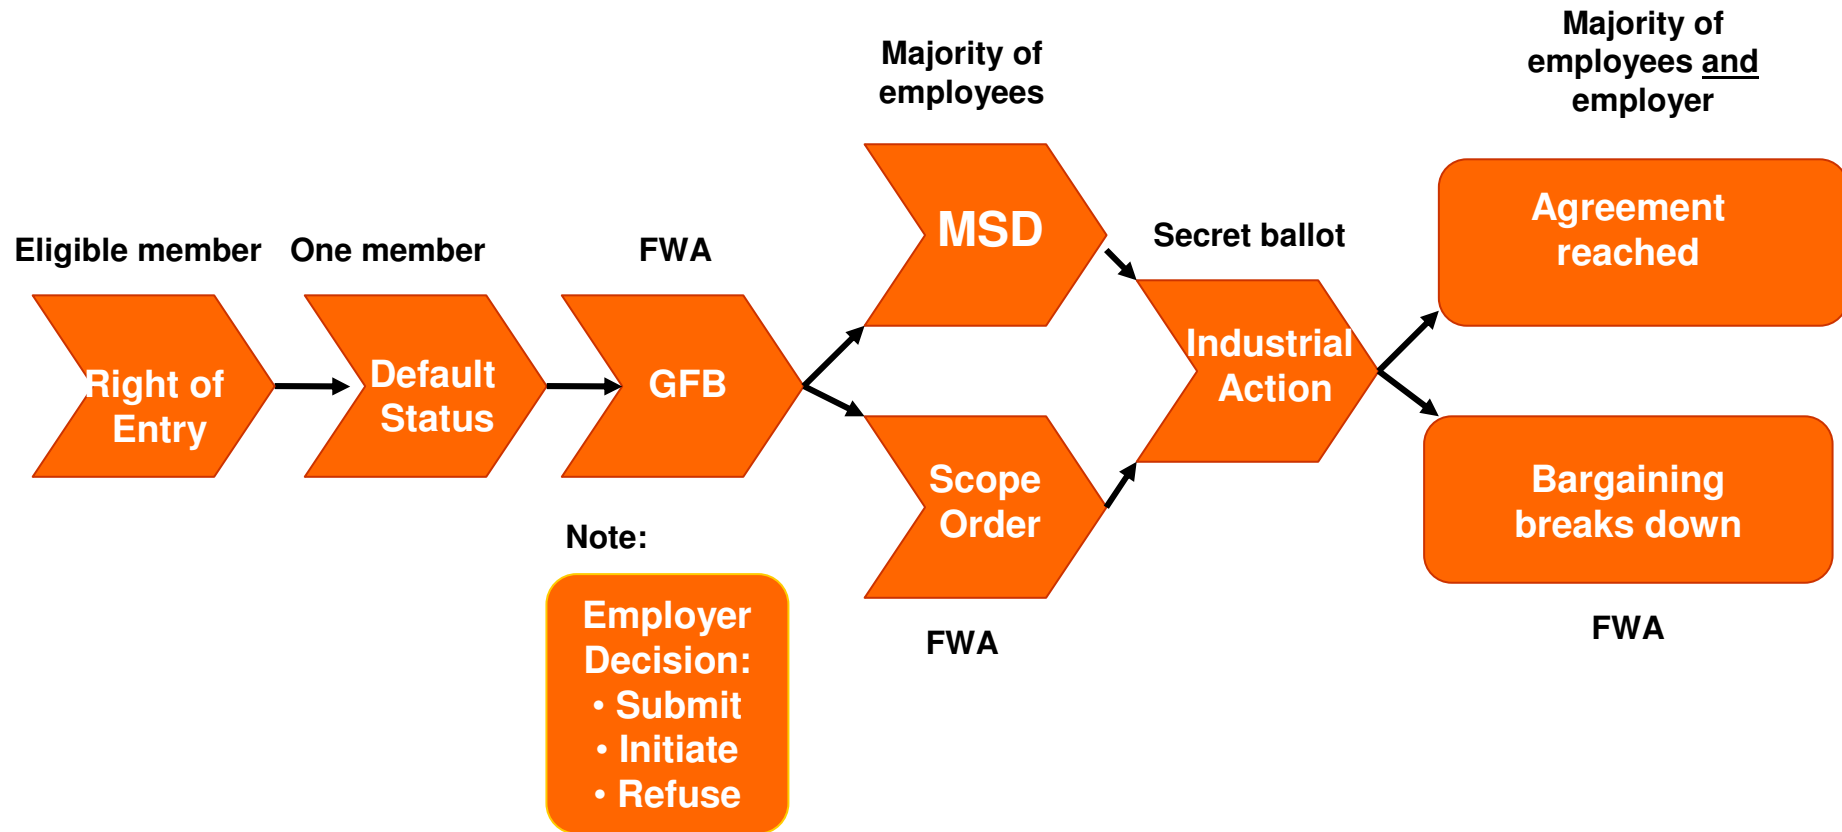 Eligible member
Right of
Entry
One member
Default
Status
FWA
GFB
Note:
Employer
Decision:
• Submit
• Initiate
• Refuse
Majority of
employees
MSD
Scope
Order
FWA
Secret ballot
Industrial
Action
Majority of
employees and
employer
Agreement
reached
Bargaining
breaks down
FWA